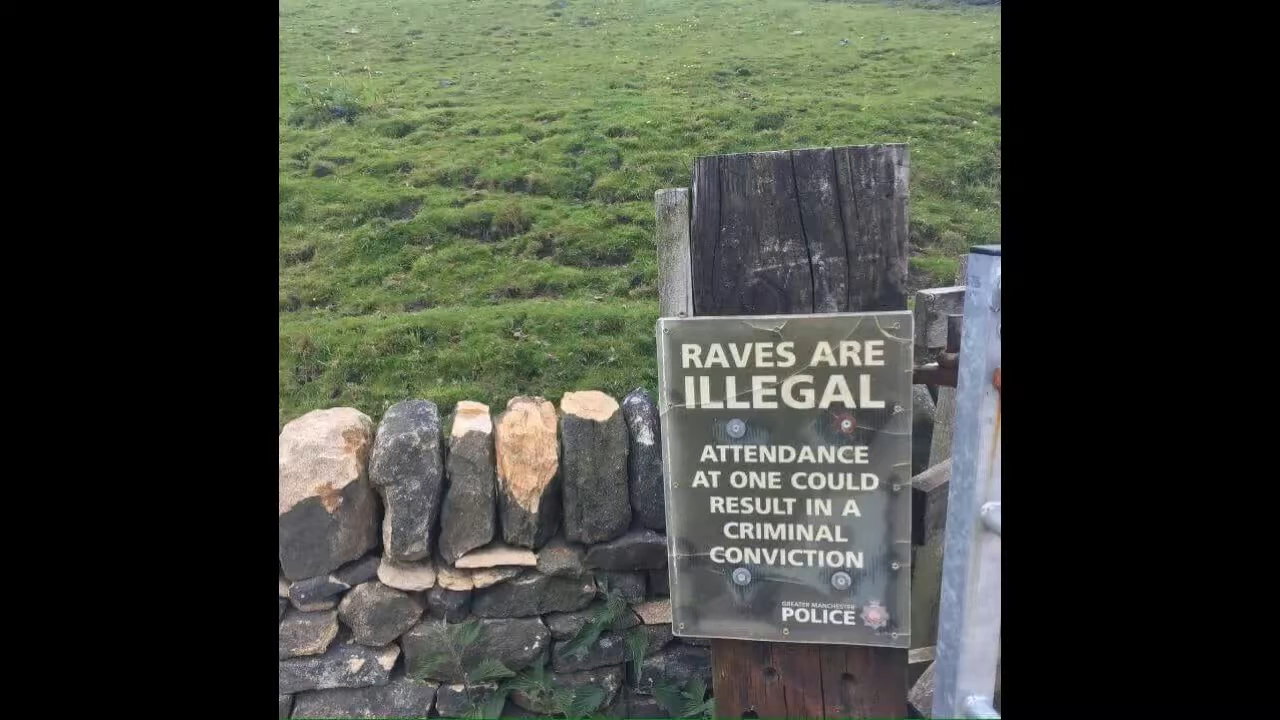 RAVES ARE
ILLEGAL
ATTENDANCE
AT ONE COULD
RESULT IN A
CRIMINAL
CONVICTION
GREATER MANCHESTER
POLICE